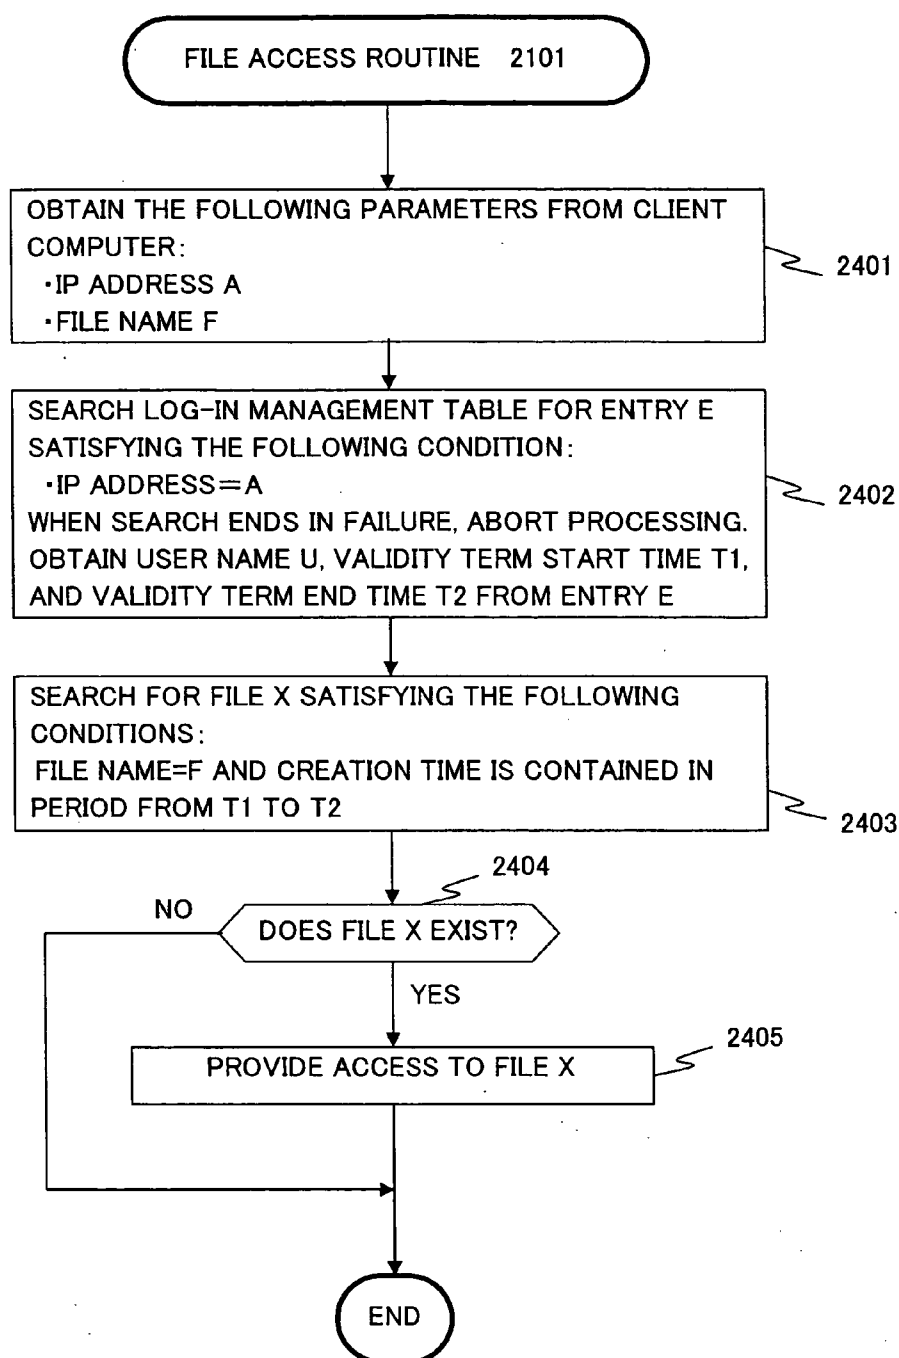 FILE ACCESS ROUTINE 2101
OBTAIN THE FOLLOWING PARAMETERS FROM CLIENT
COMPUTER:
・IP ADDRESS A
・FILE NAME F
2401
SEARCH LOG-IN MANAGEMENT TABLE FOR ENTRY E
SATISFYING THE FOLLOWING CONDITION:
・IP ADDRESS=A
WHEN SEARCH ENDS IN FAILURE, ABORT PROCESSING.
OBTAIN USER NAME U, VALIDITY TERM START TIME T1,
AND VALIDITY TERM END TIME T2 FROM ENTRY E
2402
SEARCH FOR FILE X SATISFYING THE FOLLOWING
CONDITIONS:
FILE NAME=F AND CREATION TIME IS CONTAINED IN
PERIOD FROM T1 TO T2
2403
2404
NO
DOES FILE X EXIST?
YES
2405
PROVIDE ACCESS TO FILE X
END